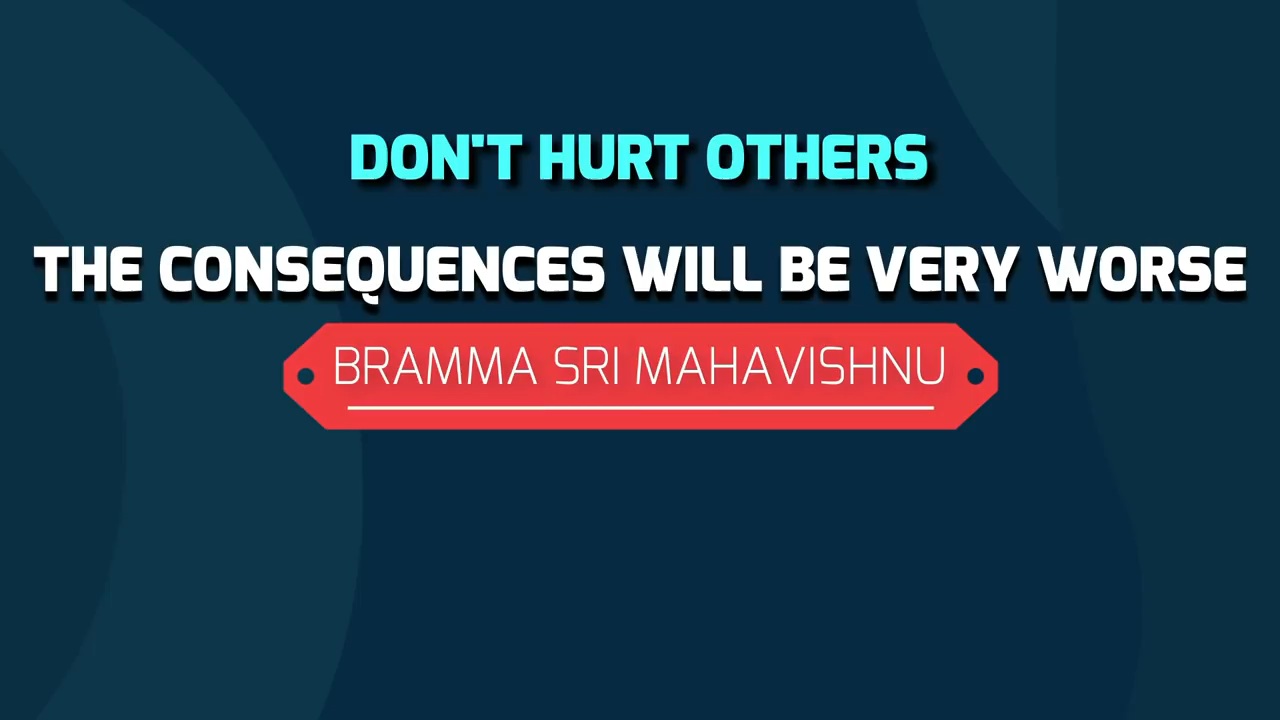 DON'T HURT OTHERS
THE CONSEQUENCES WILL BE VERY WORSE
BRAMMA SRI MAHAVISHNU